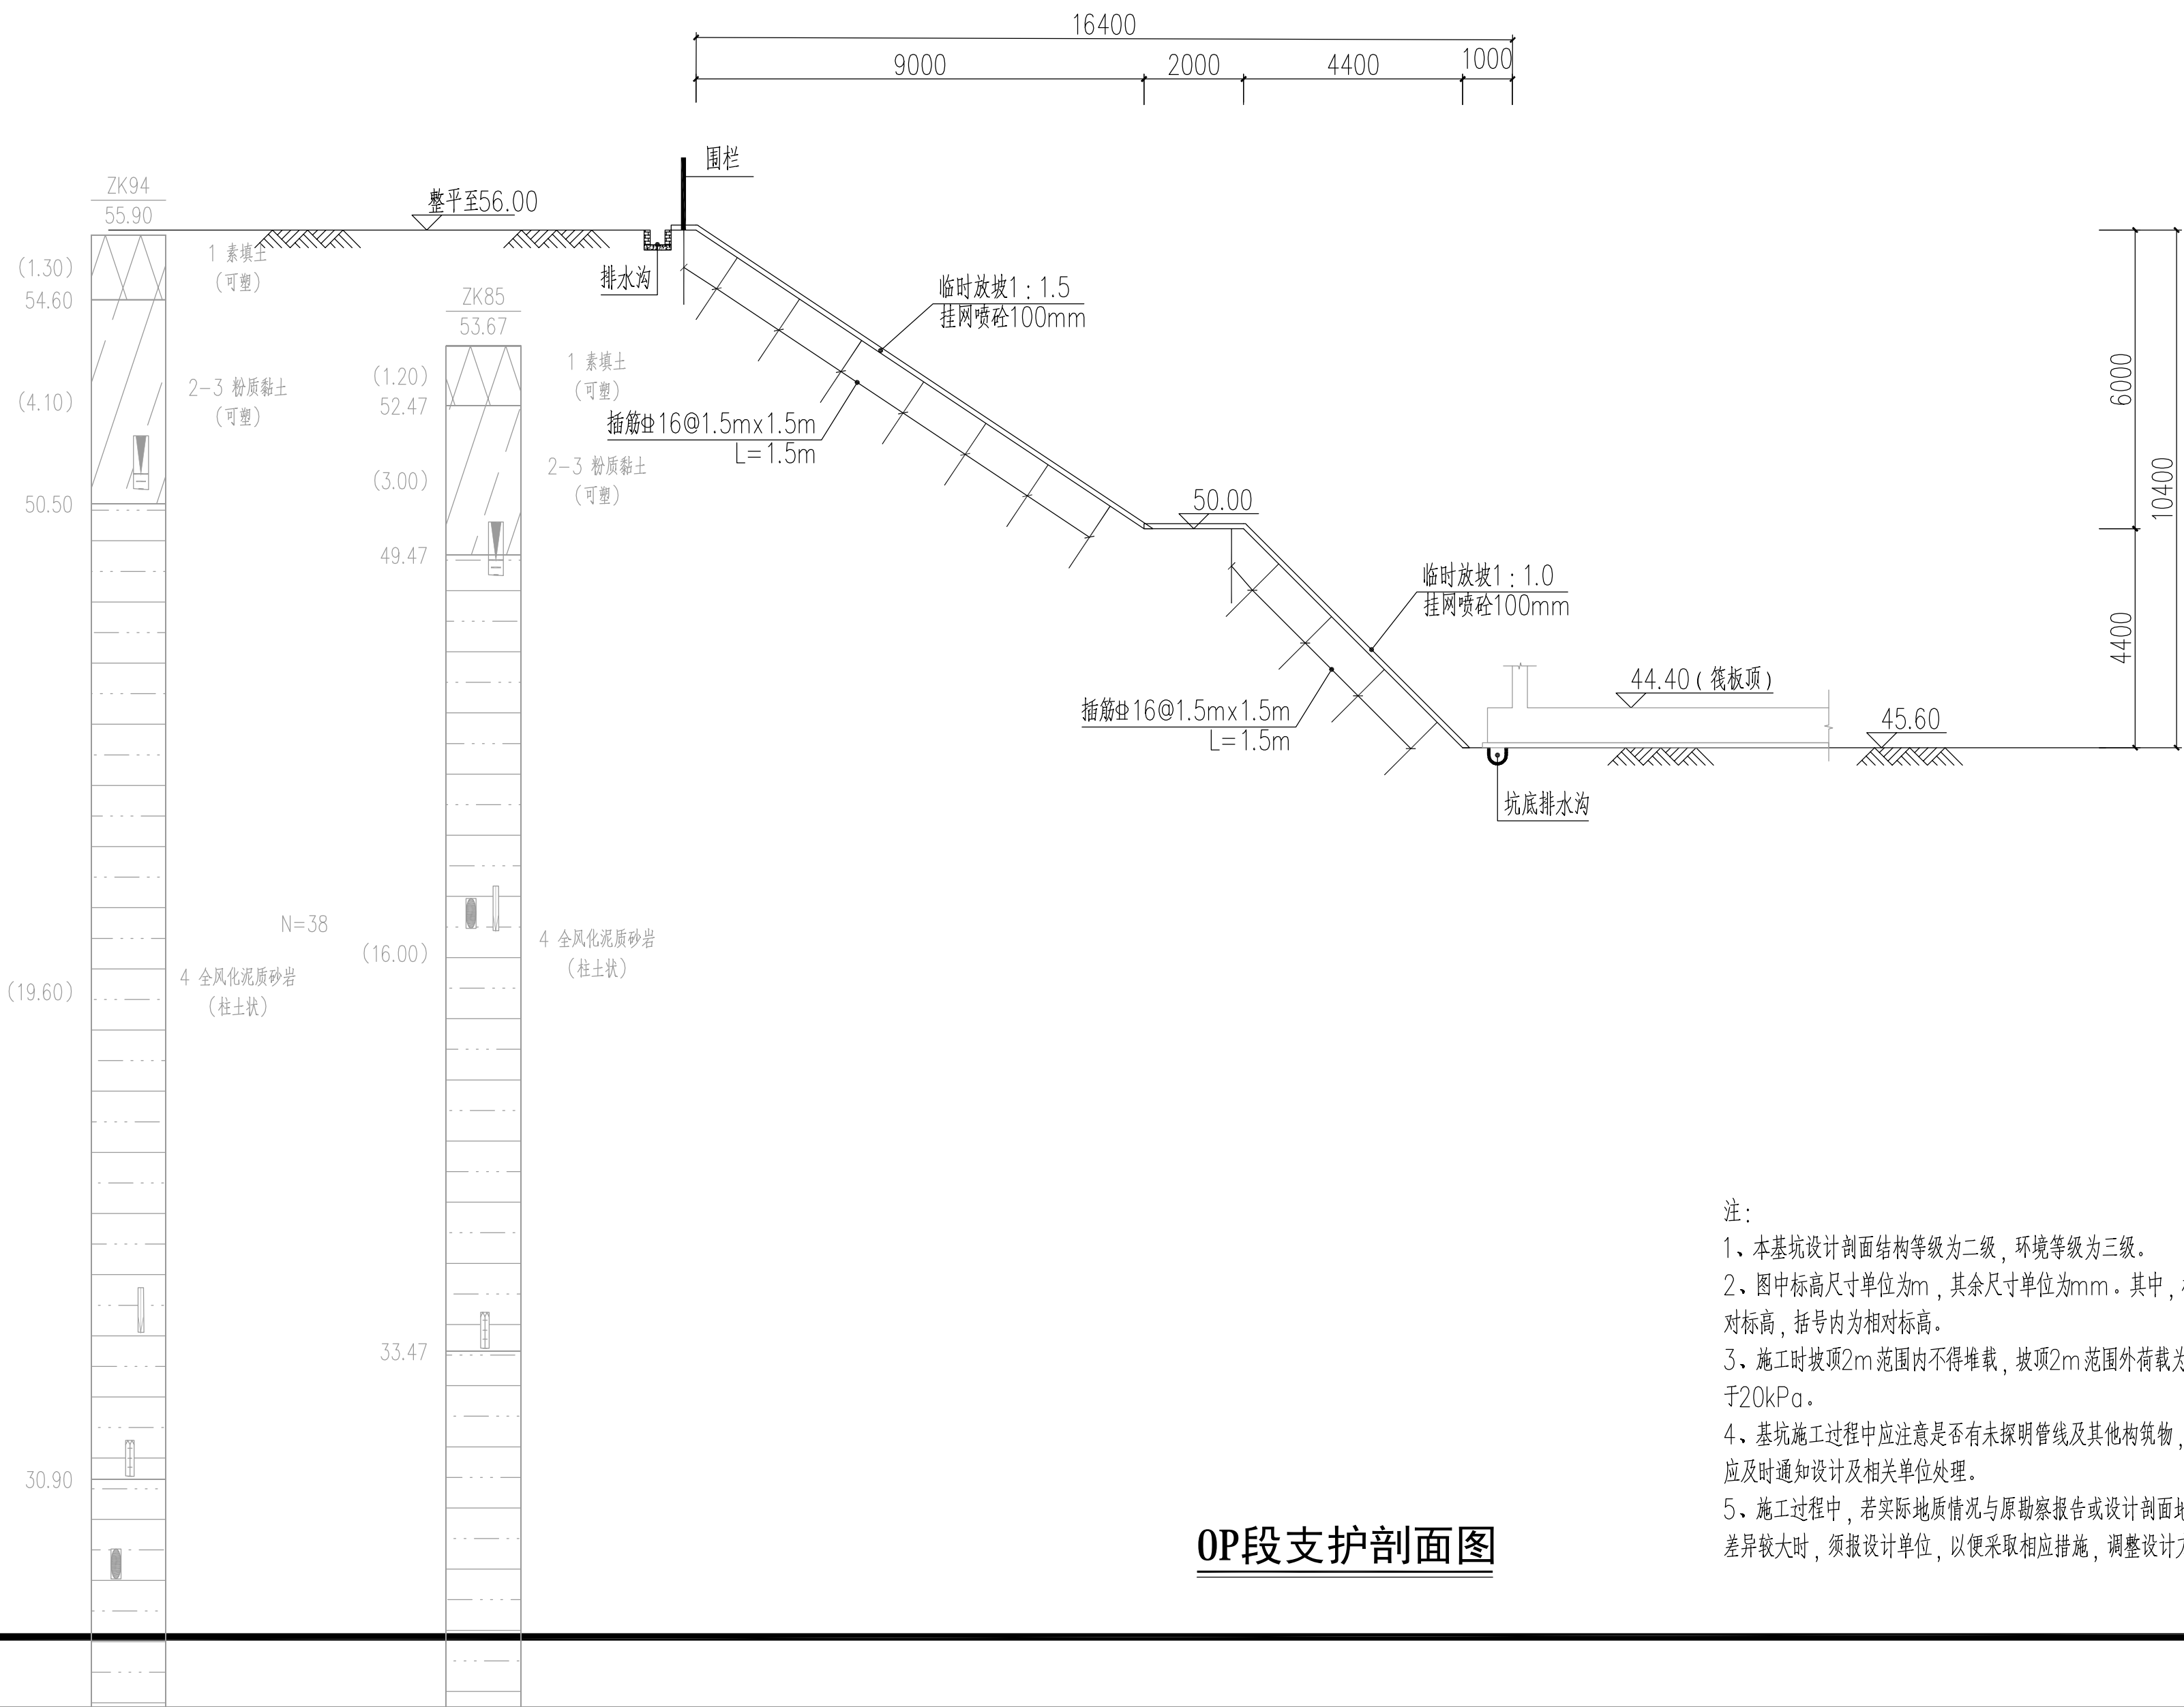 16400
9000
2000
4400
1000
围栏
整平至56.00
排水沟
临时放坡1:1.5
挂网喷砼100mm
插筋⌀16@1.5mx1.5m
L=1.5m
50.00
临时放坡1:1.0
挂网喷砼100mm
插筋⌀16@1.5mx1.5m
L=1.5m
44.40(筏板顶)
45.60
坑底排水沟
6000
4400
10400
ZK94
55.90
(1.30)
54.60
1 素填土
(可塑)
(4.10)
2-3 粉质黏土
(可塑)
50.50
N=38
(19.60)
4 全风化泥质砂岩
(柱土状)
30.90
ZK85
53.67
(1.20)
52.47
1 素填土
(可塑)
(3.00)
2-3 粉质黏土
(可塑)
49.47
(16.00)
4 全风化泥质砂岩
(柱土状)
33.47
OP段支护剖面图
注:
1、本基坑设计剖面结构等级为二级,环境等级为三级。
2、图中标高尺寸单位为m,其余尺寸单位为mm。其中,
对标高,括号内为相对标高。
3、施工时坡顶2m范围内不得堆载,坡顶2m范围外荷载为
于20kPa。
4、基坑施工过程中应注意是否有未探明管线及其他构筑物,
应及时通知设计及相关单位处理。
5、施工过程中,若实际地质情况与原勘察报告或设计剖面地
差异较大时,须报设计单位,以便采取相应措施,调整设计方